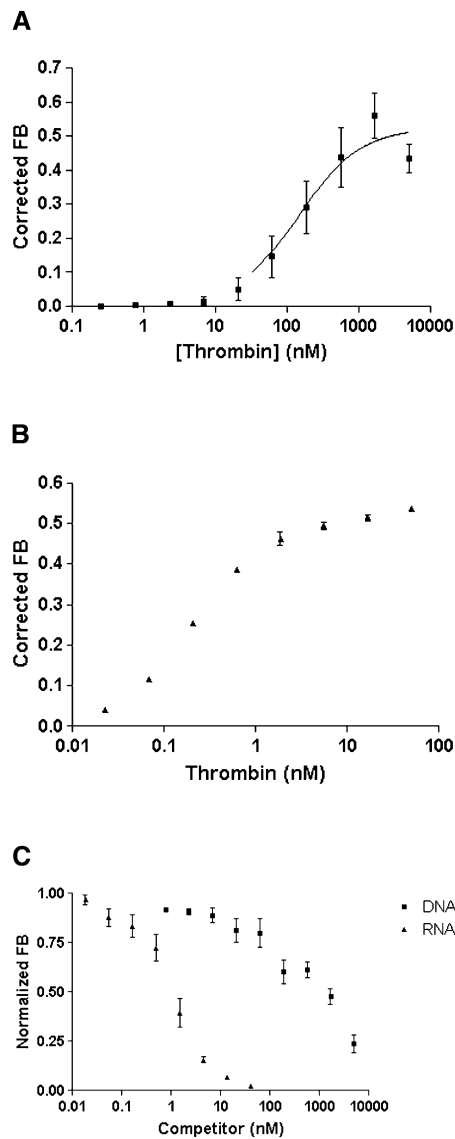 A
0.7
0.6
0.5
0.4
0.3
0.2
0.1
0.0
Corrected FB
0.1 1 10 100 1000 10000
[Thrombin] (nM)
B
0.6
0.5
0.4
0.3
0.2
0.1
0.0
Corrected FB
0.01 0.1 1 10 100
Thrombin (nM)
C
1.00
0.75
0.50
0.25
0.00
Normalized FB
DNA
RNA
0.01 0.1 1 10 100 1000 10000
Competitor (nM)